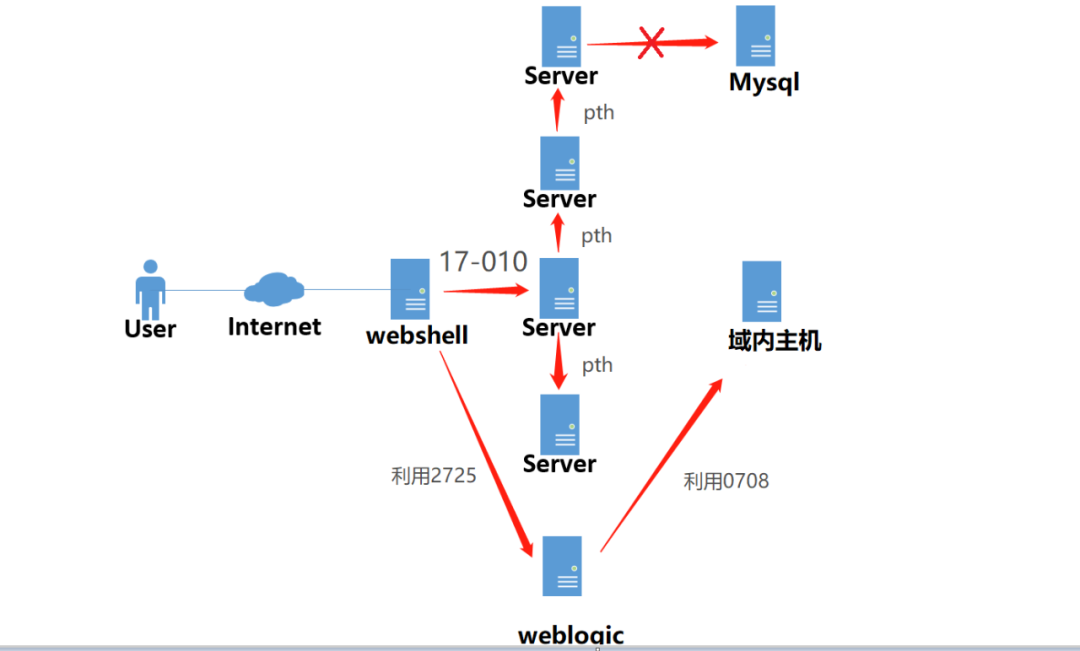 Server
Mysql
pth
Server
pth
17-010
User
Internet
webshell
Server
域内主机
pth
Server
利用2725
利用0708
weblogic